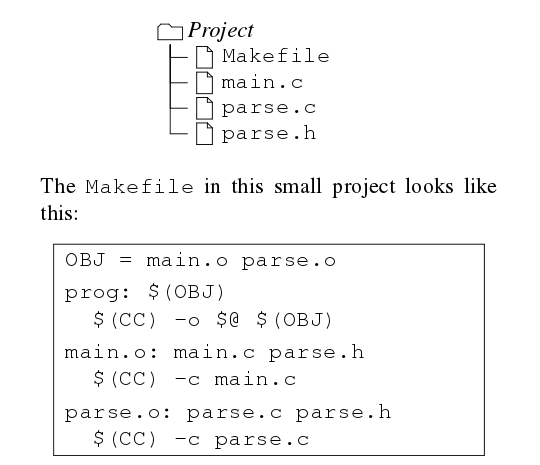 Project
Makefile
main.c
parse.c
parse.h
The Makefile in this small project looks like
this:
OBJ = main.o parse.o
prog: $(OBJ)
$(CC) -o $@ $(OBJ)
main.o: main.c parse.h
$(CC) -c main.c
parse.o: parse.c parse.h
$(CC) -c parse.c